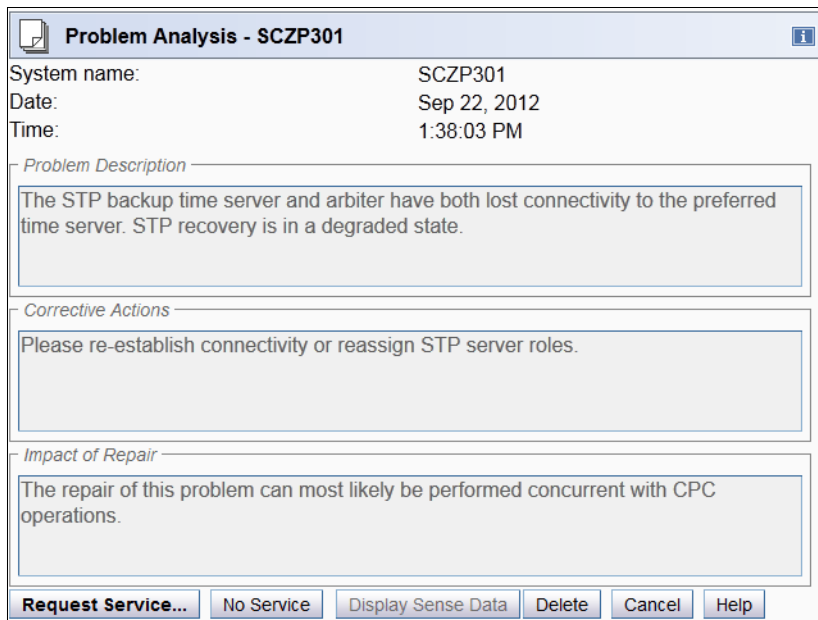 Problem Analysis - SCZP301
System name: SCZP301
Date: Sep 22, 2012
Time: 1:38:03 PM
Problem Description
The STP backup time server and arbiter have both lost connectivity to the preferred
time server. STP recovery is in a degraded state.
Corrective Actions
Please re-establish connectivity or reassign STP server roles.
Impact of Repair
The repair of this problem can most likely be performed concurrent with CPC
operations.
Request Service... No Service Display Sense Data Delete Cancel Help